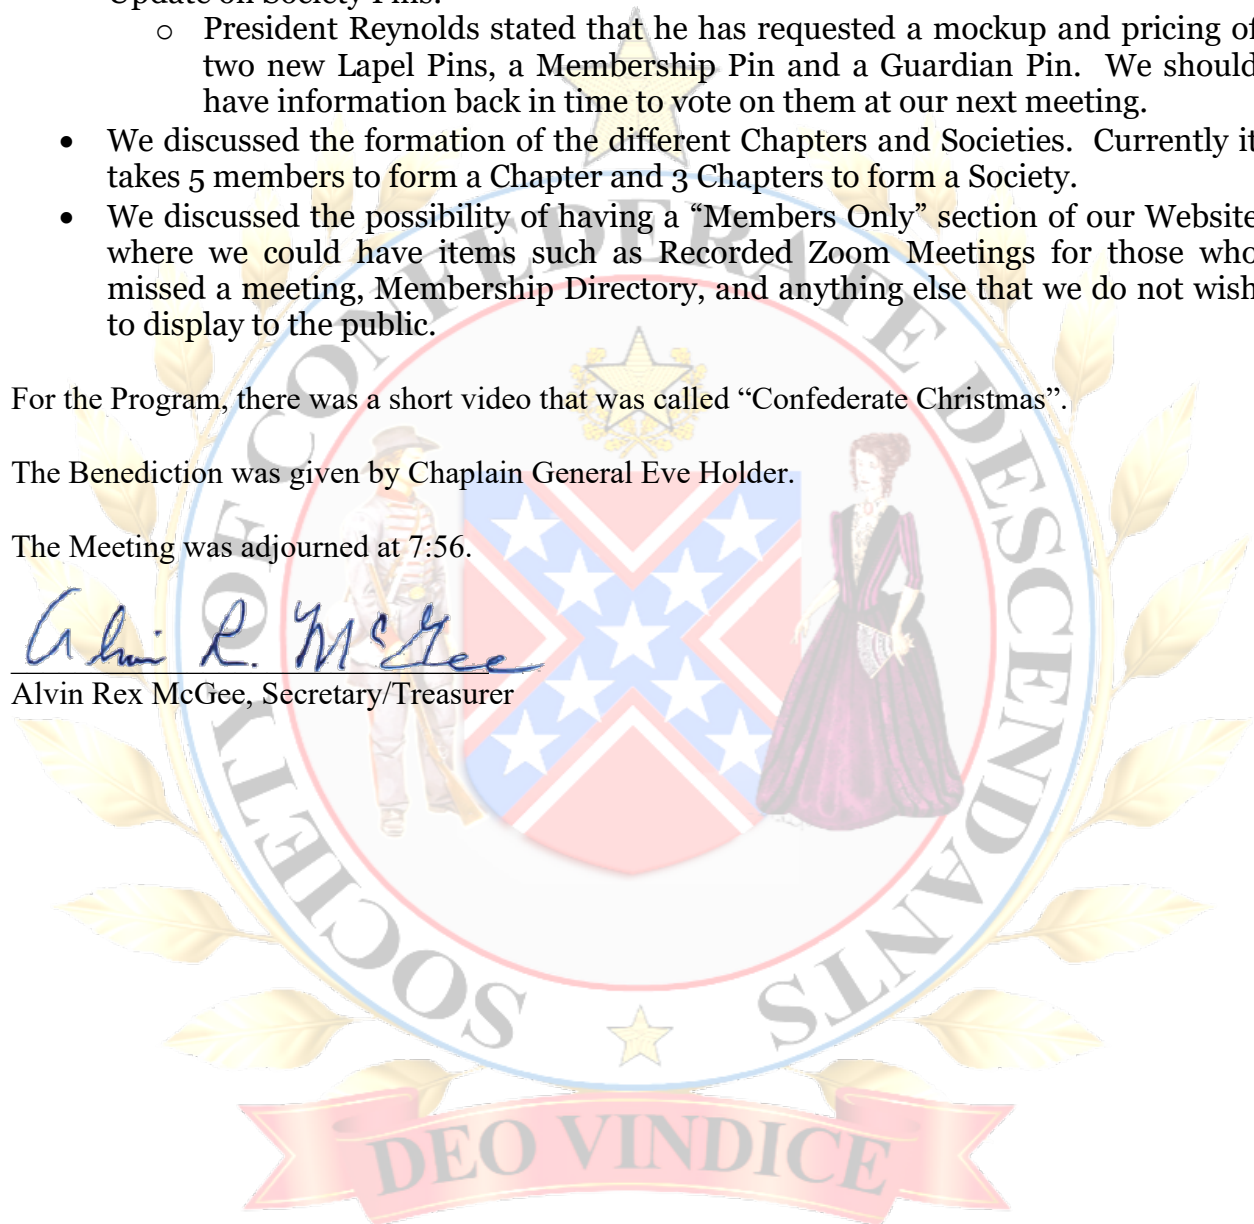 Update on Society Pins:
o President Reynolds stated that he has requested a mockup and pricing of
two new Lapel Pins, a Membership Pin and a Guardian Pin. We should
have information back in time to vote on them at our next meeting.
• We discussed the formation of the different Chapters and Societies. Currently it
takes 5 members to form a Chapter and 3 Chapters to form a Society.
• We discussed the possibility of having a “Members Only” section of our Website
where we could have items such as Recorded Zoom Meetings for those who
missed a meeting, Membership Directory, and anything else that we do not wish
to display to the public.
For the Program, there was a short video that was called “Confederate Christmas”.
The Benediction was given by Chaplain General Eve Holder.
The Meeting was adjourned at 7:56.
Alvin R. McGee
Alvin Rex McGee, Secretary/Treasurer
SOCIETY OF CONFEDERATE DESCENDANTS
DEO VINDICE